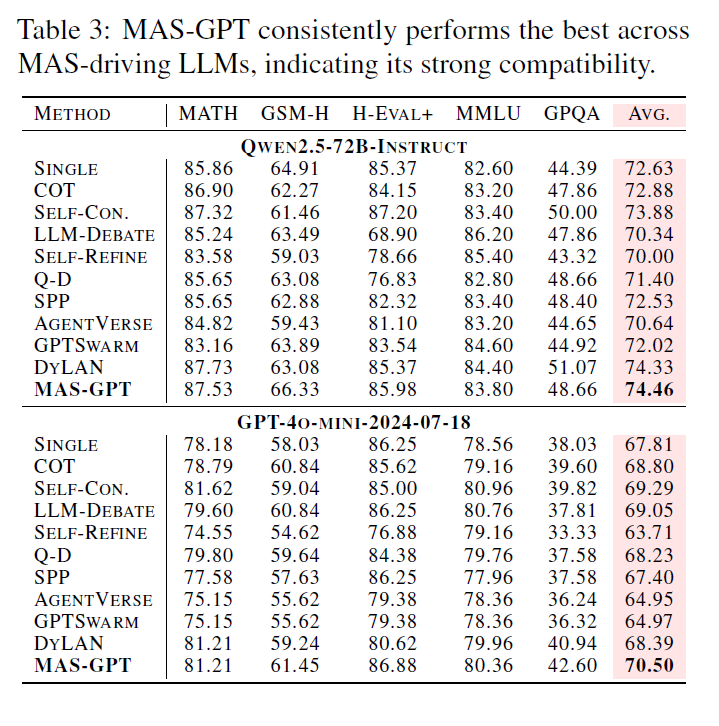 Table 3: MAS-GPT consistently performs the best across
MAS-driving LLMs, indicating its strong compatibility.
METHOD MATH GSM-H H-EVAL+ MMLU GPQA AVG.
QWEN2.5-72B-INSTRUCT
SINGLE 85.86 64.91 85.37 82.60 44.39 72.63
COT 86.90 62.27 84.15 83.20 47.86 72.88
SELF-CON. 87.32 61.46 87.20 83.40 50.00 73.88
LLM-DEBATE 85.24 63.49 68.90 86.20 47.86 70.34
SELF-REFINE 83.58 59.03 78.66 85.40 43.32 70.00
Q-D 85.65 63.08 76.83 82.80 48.66 71.40
SPP 85.65 62.88 82.32 83.40 48.40 72.53
AGENTVERSE 84.82 59.43 81.10 83.20 44.65 70.64
GPTSWARM 83.16 63.89 83.54 84.60 44.92 72.02
DYLAN 87.73 63.08 85.37 84.40 51.07 74.33
MAS-GPT 87.53 66.33 85.98 83.80 48.66 74.46
GPT-4O-MINI-2024-07-18
SINGLE 78.18 58.03 86.25 78.56 38.03 67.81
COT 78.79 60.84 85.62 79.16 39.60 68.80
SELF-CON. 81.62 59.04 85.00 80.96 39.82 69.29
LLM-DEBATE 79.60 60.84 86.25 80.76 37.81 69.05
SELF-REFINE 74.55 54.62 76.88 79.16 33.33 63.71
Q-D 79.80 59.64 84.38 79.76 37.58 68.23
SPP 77.58 57.63 86.25 77.96 37.58 67.40
AGENTVERSE 75.15 55.62 79.38 78.36 36.24 64.95
GPTSWARM 75.15 55.62 79.38 78.36 36.32 64.97
DYLAN 81.21 59.24 80.62 79.96 40.94 68.39
MAS-GPT 81.21 61.45 86.88 80.36 42.60 70.50